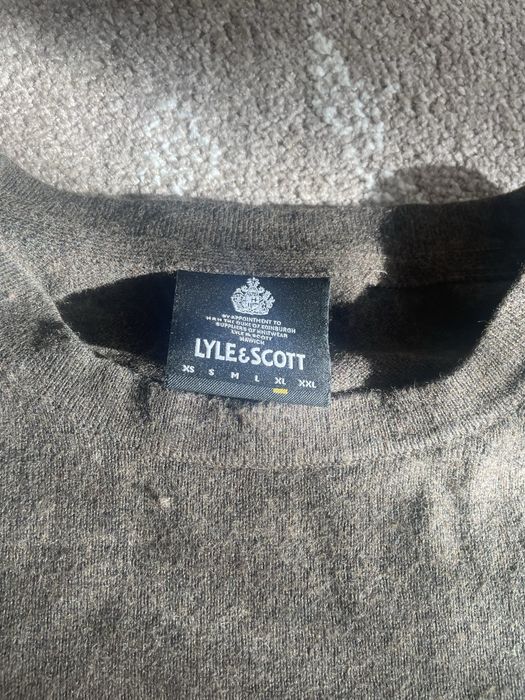 BY APPOINTMENT TO
H.R.H THE DUKE OF EDINBURGH
SUPPLIERS OF KNITWEAR
LYLE & SCOTT
HAWICK
LYLE&SCOTT
XS S M L XL XXL